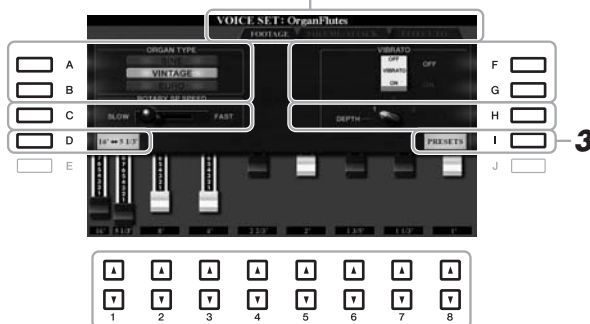 VOICE SET: OrganFlutes
FOOTAGE VOLUME/ATTACK EFFECT/EQ
ORGAN TYPE
SINE
VINTAGE
EURO
VIBRATO
OFF
VIBRATO
ON
OFF
ON
ROTARY SP SPEED
SLOW FAST
DEPTH
16' ↔ 5 1/3'
PRESETS
A
B
C
D
E
F
G
H
I
J
3
16' 5 1/3' 8' 4' 2 2/3' 2' 1 3/5' 1 1/3' 1'
1 2 3 4 5 6 7 8